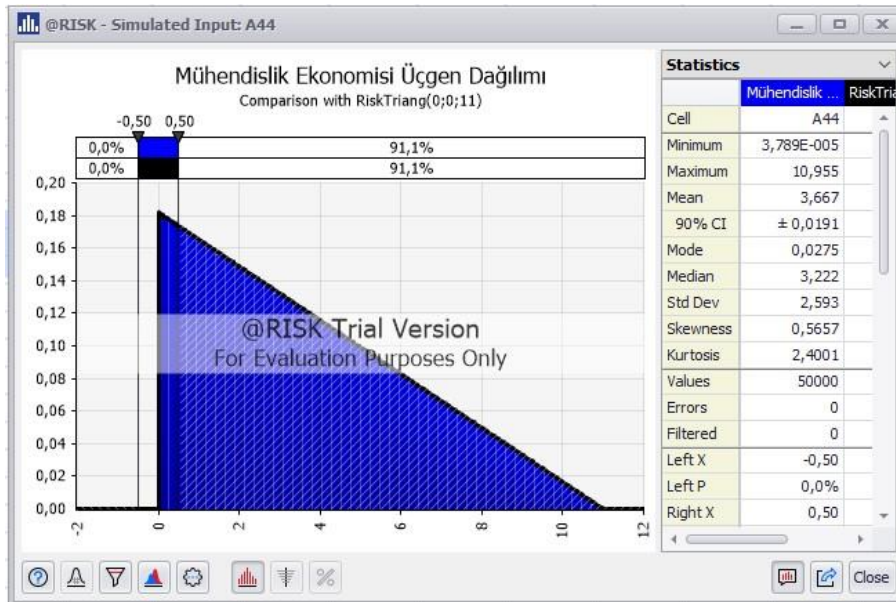 @RISK - Simulated Input: A44
Mühendislik Ekonomisi Üçgen Dağılımı
Comparison with RiskTriang(0;0;11)
-0,50 0,50
0,0% 91,1%
0,0% 91,1%
0,20
0,18
0,16
0,14
0,12
0,10
0,08
0,06
0,04
0,02
0,00
-2 0 2 4 6 8 10 12
@RISK Trial Version
For Evaluation Purposes Only
Statistics
Mühendislik ... RiskTria
Cell A44
Minimum 3,789E-005
Maximum 10,955
Mean 3,667
90% CI ± 0,0191
Mode 0,0275
Median 3,222
Std Dev 2,593
Skewness 0,5657
Kurtosis 2,4001
Values 50000
Errors 0
Filtered 0
Left X -0,50
Left P 0,0%
Right X 0,50
Close